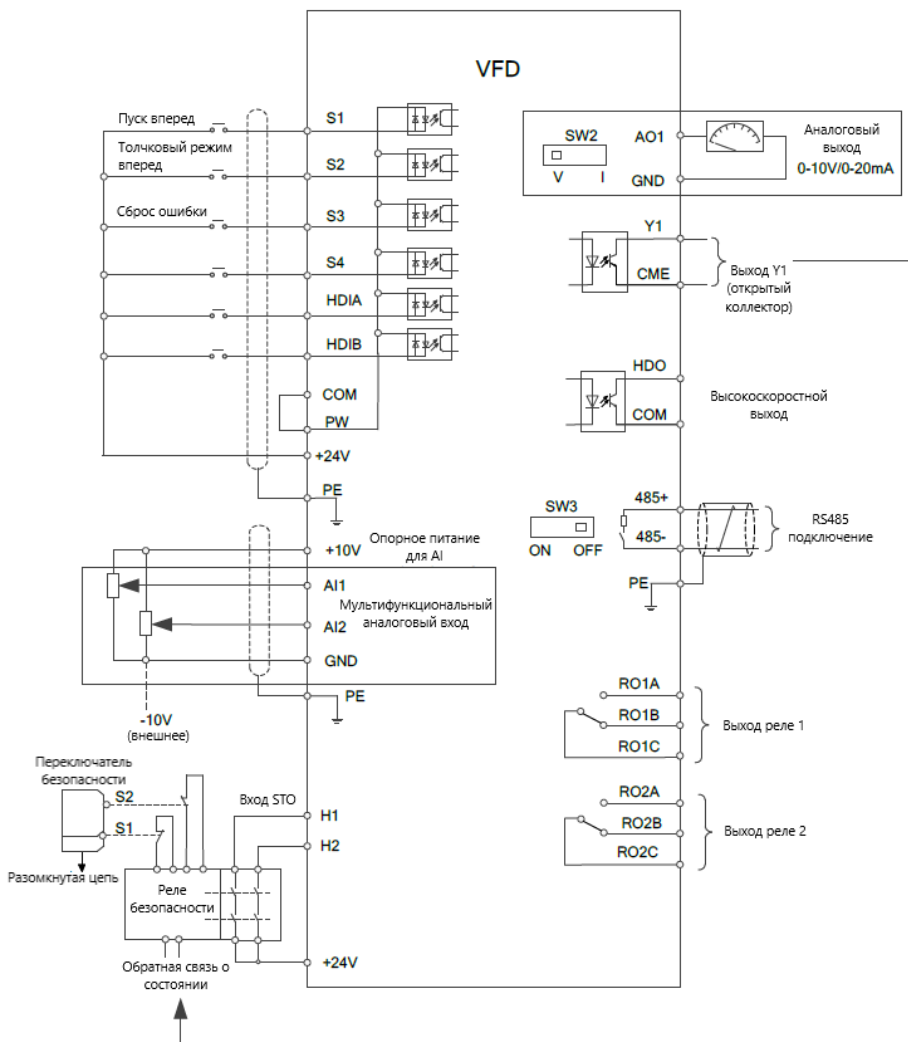 VFD
Пуск вперед
S1
Толчковый режим
вперед
S2
Сброс ошибки
S3
S4
HDIA
HDIB
COM
PW
+24V
PE
SW2
V I
AO1
GND
Аналоговый
выход
0-10V/0-20mA
Y1
CME
Выход Y1
(открытый
коллектор)
HDO
COM
Высокоскоростной
выход
SW3
ON OFF
485+
485-
PE
RS485
подключение
+10V
Опорное питание
для AI
AI1
Мультифункциональный
аналоговый вход
AI2
GND
PE
-10V
(внешнее)
RO1A
RO1B
RO1C
Выход реле 1
RO2A
RO2B
RO2C
Выход реле 2
Переключатель
безопасности
S2
S1
Разомкнутая цепь
Вход STO
H1
H2
Реле
безопасности
+24V
Обратная связь о
состоянии